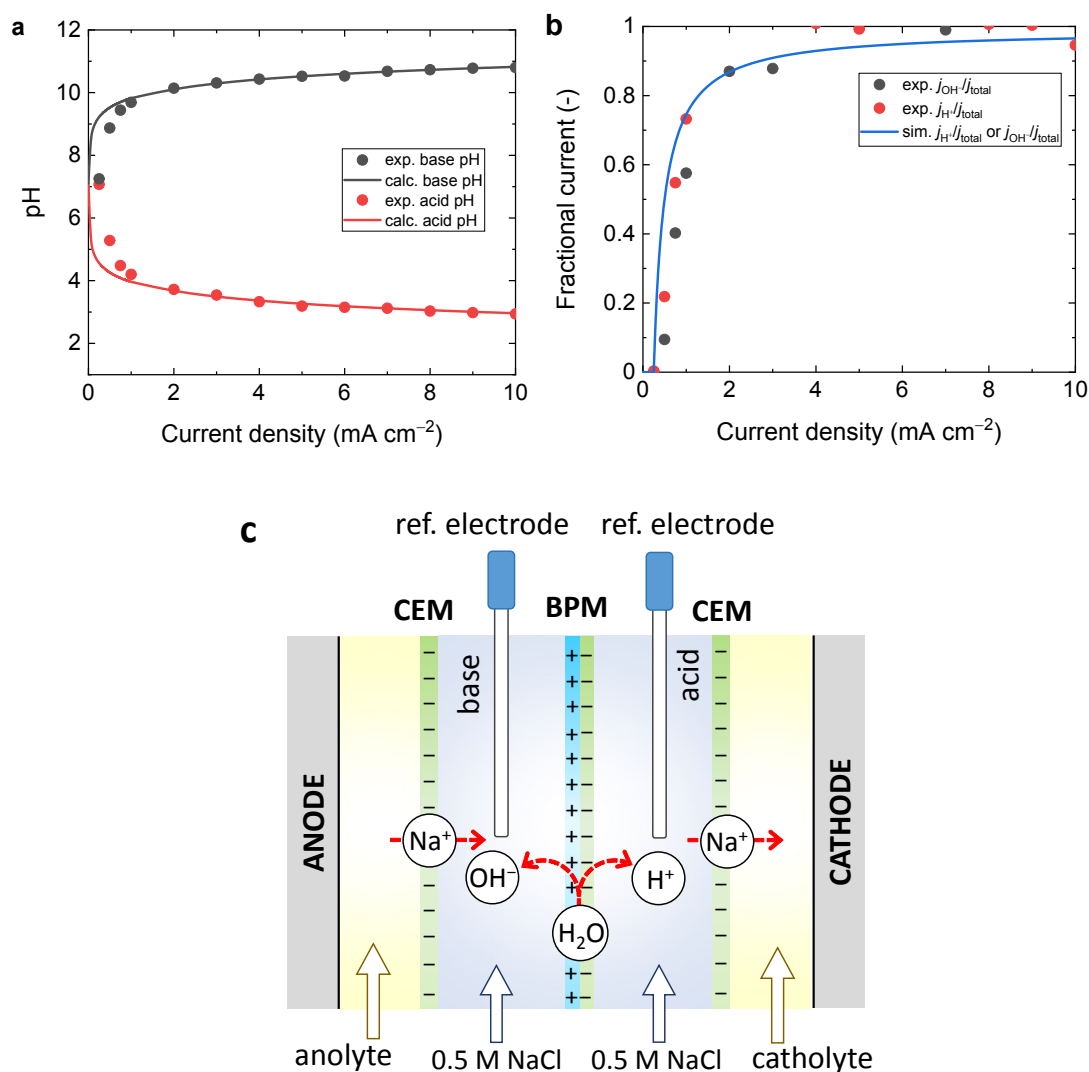 a
pH
12
10
8
6
4
2
0
2
4
6
8
10
Current density (mA cm⁻²)
exp. base pH
calc. base pH
exp. acid pH
calc. acid pH
b
Fractional current (-)
1
0.8
0.6
0.4
0.2
0
0
2
4
6
8
10
Current density (mA cm⁻²)
exp. jOH⁻/jtotal
exp. jH⁺/jtotal
sim. jH⁺/jtotal or jOH⁻/jtotal
c
ref. electrode
ref. electrode
CEM
BPM
CEM
base
acid
ANODE
CATHODE
Na⁺
OH⁻
H₂O
H⁺
Na⁺
anolyte
0.5 M NaCl
0.5 M NaCl
catholyte